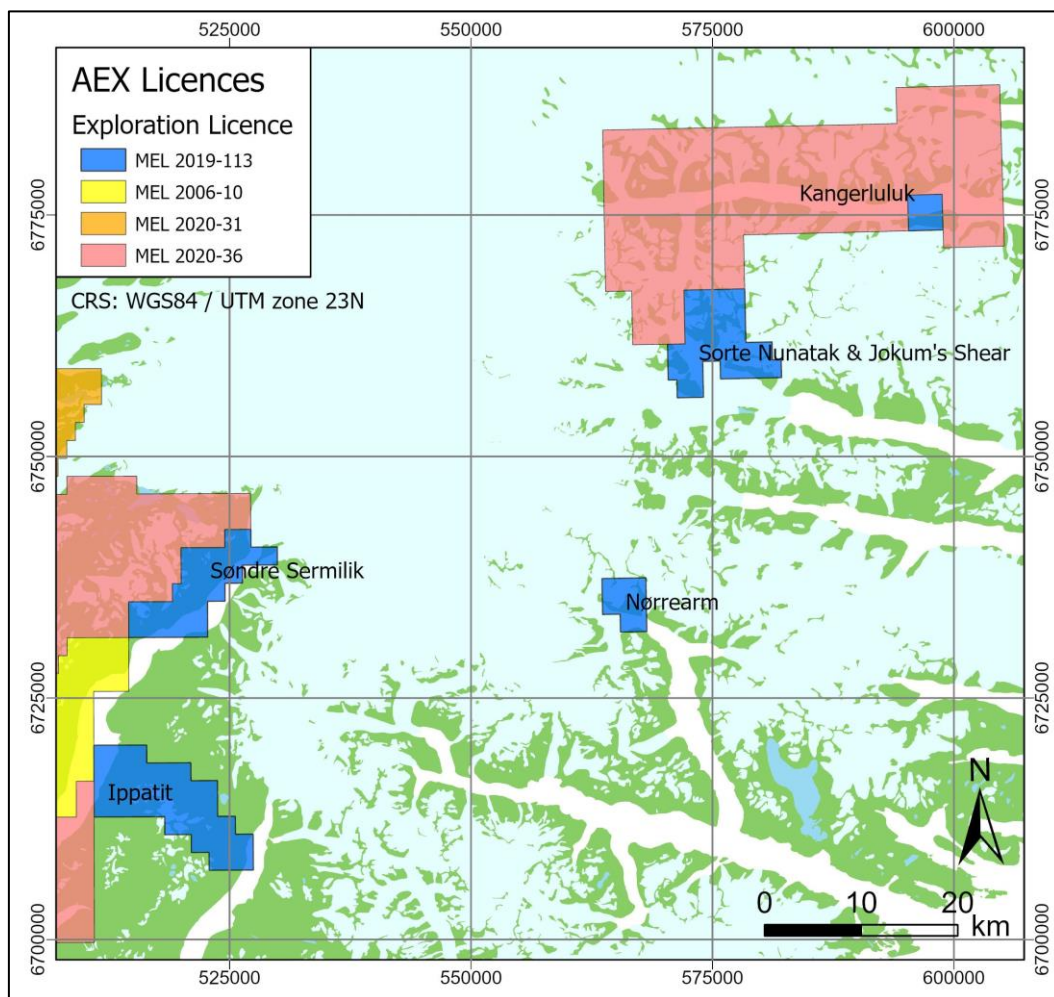 525000 550000 575000 600000
AEX Licences
Exploration Licence
MEL 2019-113
MEL 2006-10
MEL 2020-31
MEL 2020-36
CRS: WGS84 / UTM zone 23N
6775000 6775000
Kangerluluk
Sorte Nunatak & Jokum's Shear
6750000 6750000
Søndre Sermilik
Nørrearm
6725000 6725000
Ippatit
N
0 10 20
km
6700000 6700000
525000 550000 575000 600000